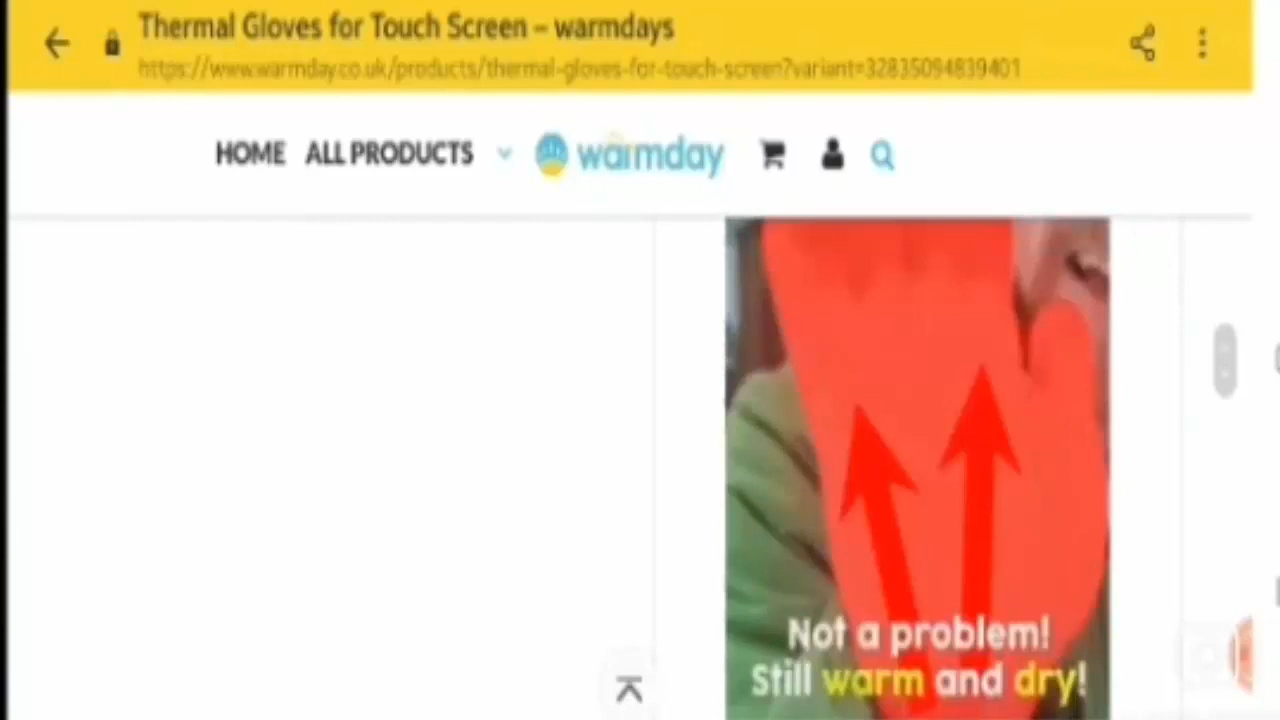 Thermal Gloves for Touch Screen – warmdays
https://www.warmday.co.uk/products/thermal-gloves-for-touch-screen?variant=32835094839401
HOME ALL PRODUCTS warmday
Not a problem!
Still warm and dry!